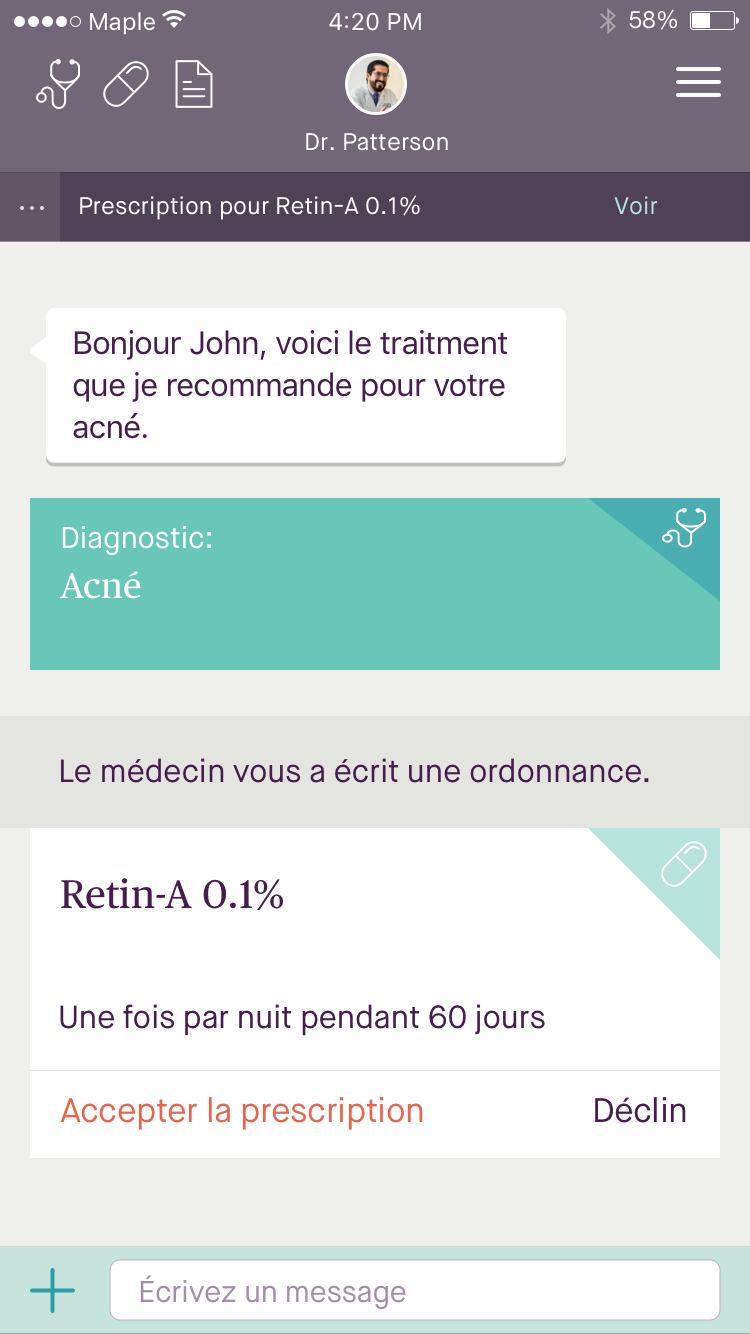 Maple 4:20 PM 58%
Dr. Patterson
... Prescription pour Retin-A 0.1% Voir
Bonjour John, voici le traitment
que je recommande pour votre
acné.
Diagnostic:
Acné
Le médecin vous a écrit une ordonnance.
Retin-A 0.1%
Une fois par nuit pendant 60 jours
Accepter la prescription Déclin
Écrivez un message